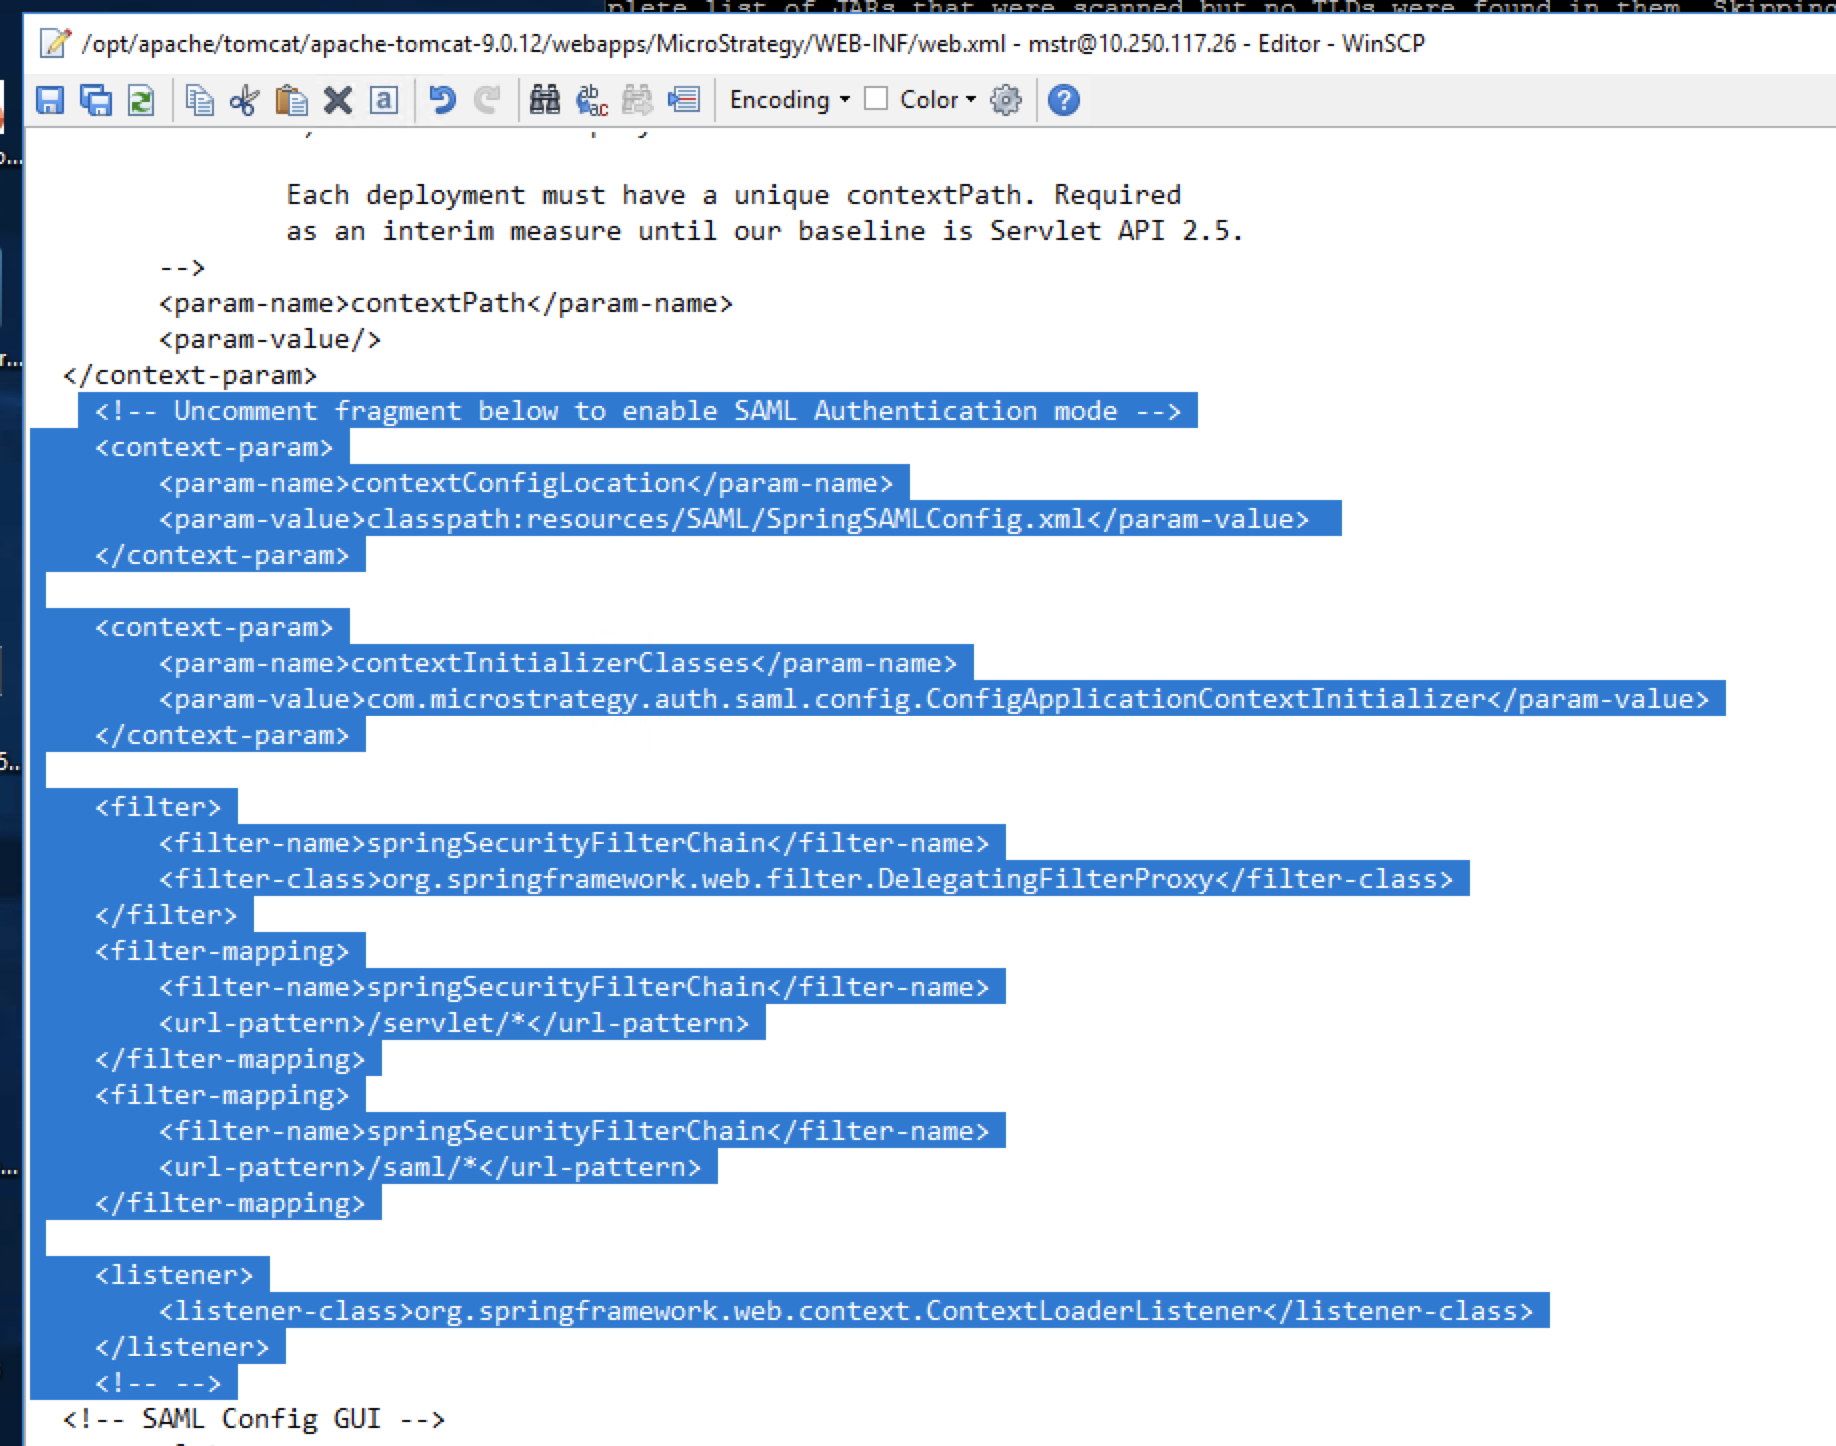 plete list of JARs that were scanned but no TLDs were found in them. Skipping
/opt/apache/tomcat/apache-tomcat-9.0.12/webapps/MicroStrategy/WEB-INF/web.xml - mstr@10.250.117.26 - Editor - WinSCP
Encoding Color
Each deployment must have a unique contextPath. Required
as an interim measure until our baseline is Servlet API 2.5.
-->
<param-name>contextPath</param-name>
<param-value/>
</context-param>
<!-- Uncomment fragment below to enable SAML Authentication mode -->
<context-param>
<param-name>contextConfigLocation</param-name>
<param-value>classpath:resources/SAML/SpringSAMLConfig.xml</param-value>
</context-param>
<context-param>
<param-name>contextInitializerClasses</param-name>
<param-value>com.microstrategy.auth.saml.config.ConfigApplicationContextInitializer</param-value>
</context-param>
<filter>
<filter-name>springSecurityFilterChain</filter-name>
<filter-class>org.springframework.web.filter.DelegatingFilterProxy</filter-class>
</filter>
<filter-mapping>
<filter-name>springSecurityFilterChain</filter-name>
<url-pattern>/servlet/*</url-pattern>
</filter-mapping>
<filter-mapping>
<filter-name>springSecurityFilterChain</filter-name>
<url-pattern>/saml/*</url-pattern>
</filter-mapping>
<listener>
<listener-class>org.springframework.web.context.ContextLoaderListener</listener-class>
</listener>
<!-- -->
<!-- SAML Config GUI -->